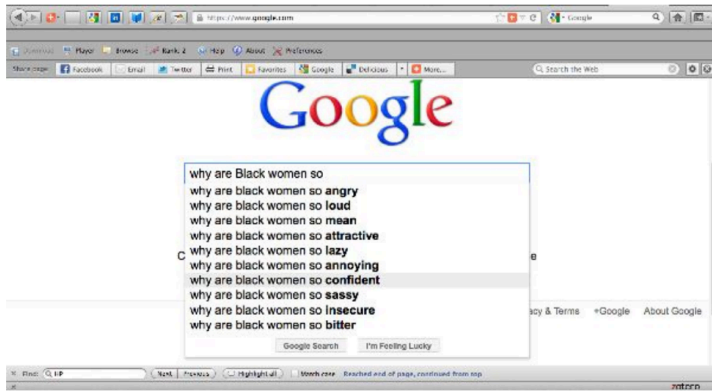 https://www.google.com
Google
Download Player Browse Rank: 2 Help About Preferences
Share page: Facebook Email Twitter Print Favorites Google Delicious More...
Search the Web
Google
why are Black women so
why are black women so angry
why are black women so loud
why are black women so mean
why are black women so attractive
why are black women so lazy
why are black women so annoying
why are black women so confident
why are black women so sassy
why are black women so insecure
why are black women so bitter
C
e
Google Search I'm Feeling Lucky
acy & Terms +Google About Google
Find: Next Previous Highlight all Match case Reached end of page, continued from top
zotero